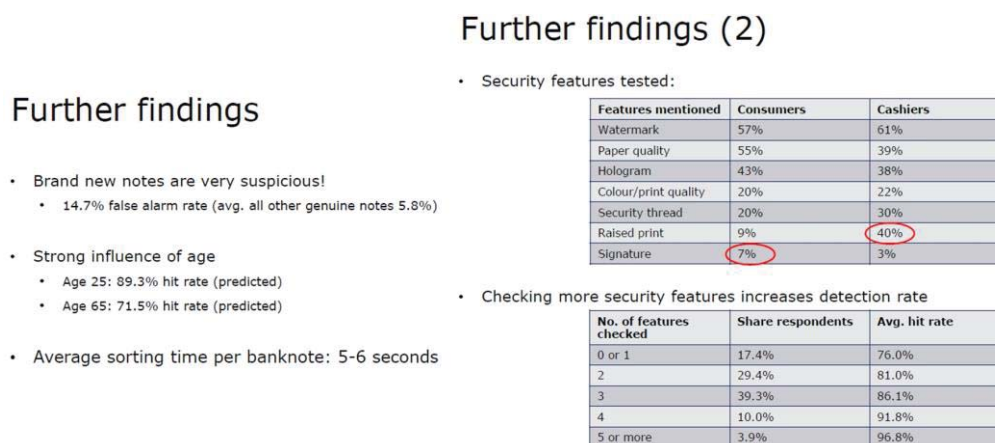 Further findings
• Brand new notes are very suspicious!
• 14.7% false alarm rate (avg. all other genuine notes 5.8%)
• Strong influence of age
• Age 25: 89.3% hit rate (predicted)
• Age 65: 71.5% hit rate (predicted)
• Average sorting time per banknote: 5-6 seconds
Further findings (2)
• Security features tested:
Features mentioned Consumers Cashiers
Watermark 57% 61%
Paper quality 55% 39%
Hologram 43% 38%
Colour/print quality 20% 22%
Security thread 20% 30%
Raised print 9% 40%
Signature 7% 3%
• Checking more security features increases detection rate
No. of features Share respondents Avg. hit rate
checked
0 or 1 17.4% 76.0%
2 29.4% 81.0%
3 39.3% 86.1%
4 10.0% 91.8%
5 or more 3.9% 96.8%